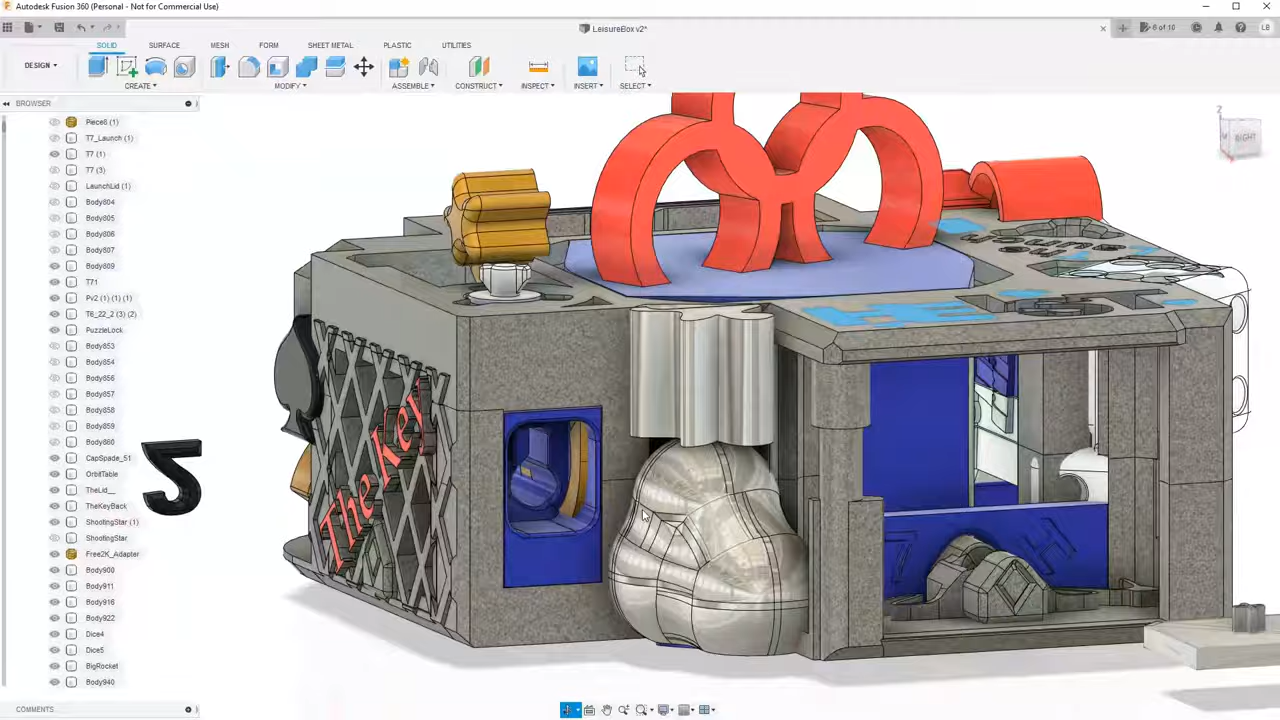 Autodesk Fusion 360 (Personal - Not for Commercial Use)
LeisureBox v2*
6 of 10
LB
SOLID SURFACE MESH FORM SHEET METAL PLASTIC UTILITIES
DESIGN
CREATE MODIFY ASSEMBLE CONSTRUCT INSPECT INSERT SELECT
BROWSER
Piece6 (1)
T7_Launch (1)
T7 (1)
T7 (3)
LaunchLid (1)
Body804
Body805
Body806
Body807
Body809
T71
Pv2 (1) (1) (1)
T6_22_2 (3) (2)
PuzzleLock
Body853
Body854
Body856
Body857
Body858
Body859
Body880
CapSpade_51
OrbitTable
TheLid__
TheKeyBack
ShootingStar (1)
ShootingStar
Free2K_Adapter
Body900
Body911
Body916
Body922
Dice4
Dice5
BigRocket
Body940
COMMENTS
Z
RIGHT
The Key